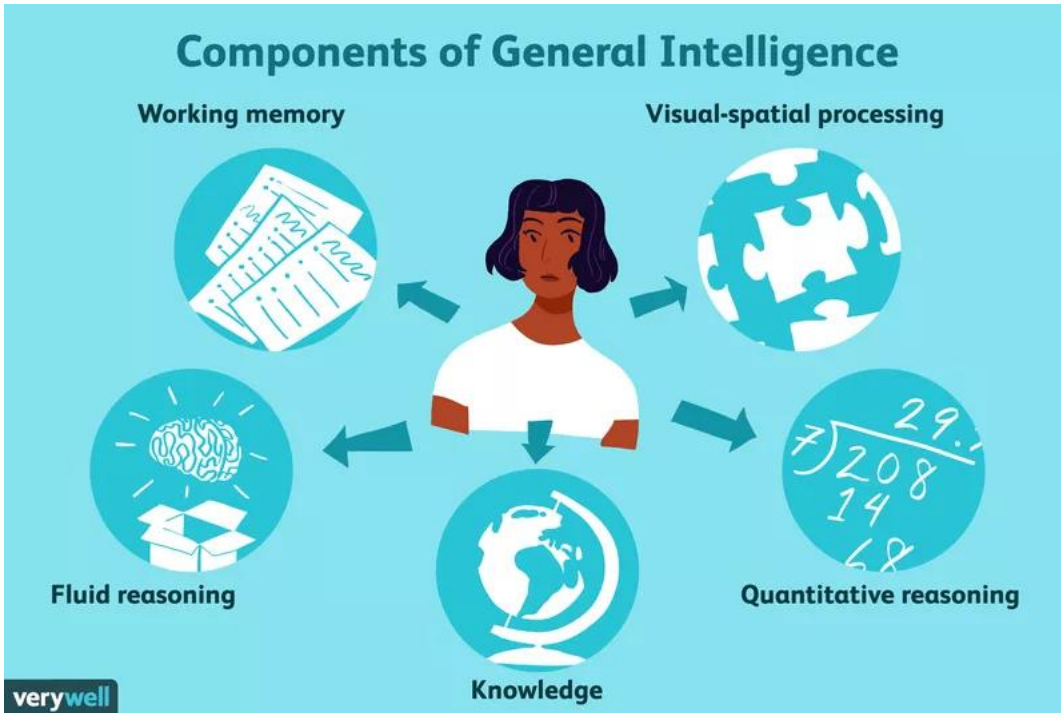 Components of General Intelligence
Working memory
Visual-spatial processing
29.
7)208
14
68
Fluid reasoning
Quantitative reasoning
Knowledge
verywell